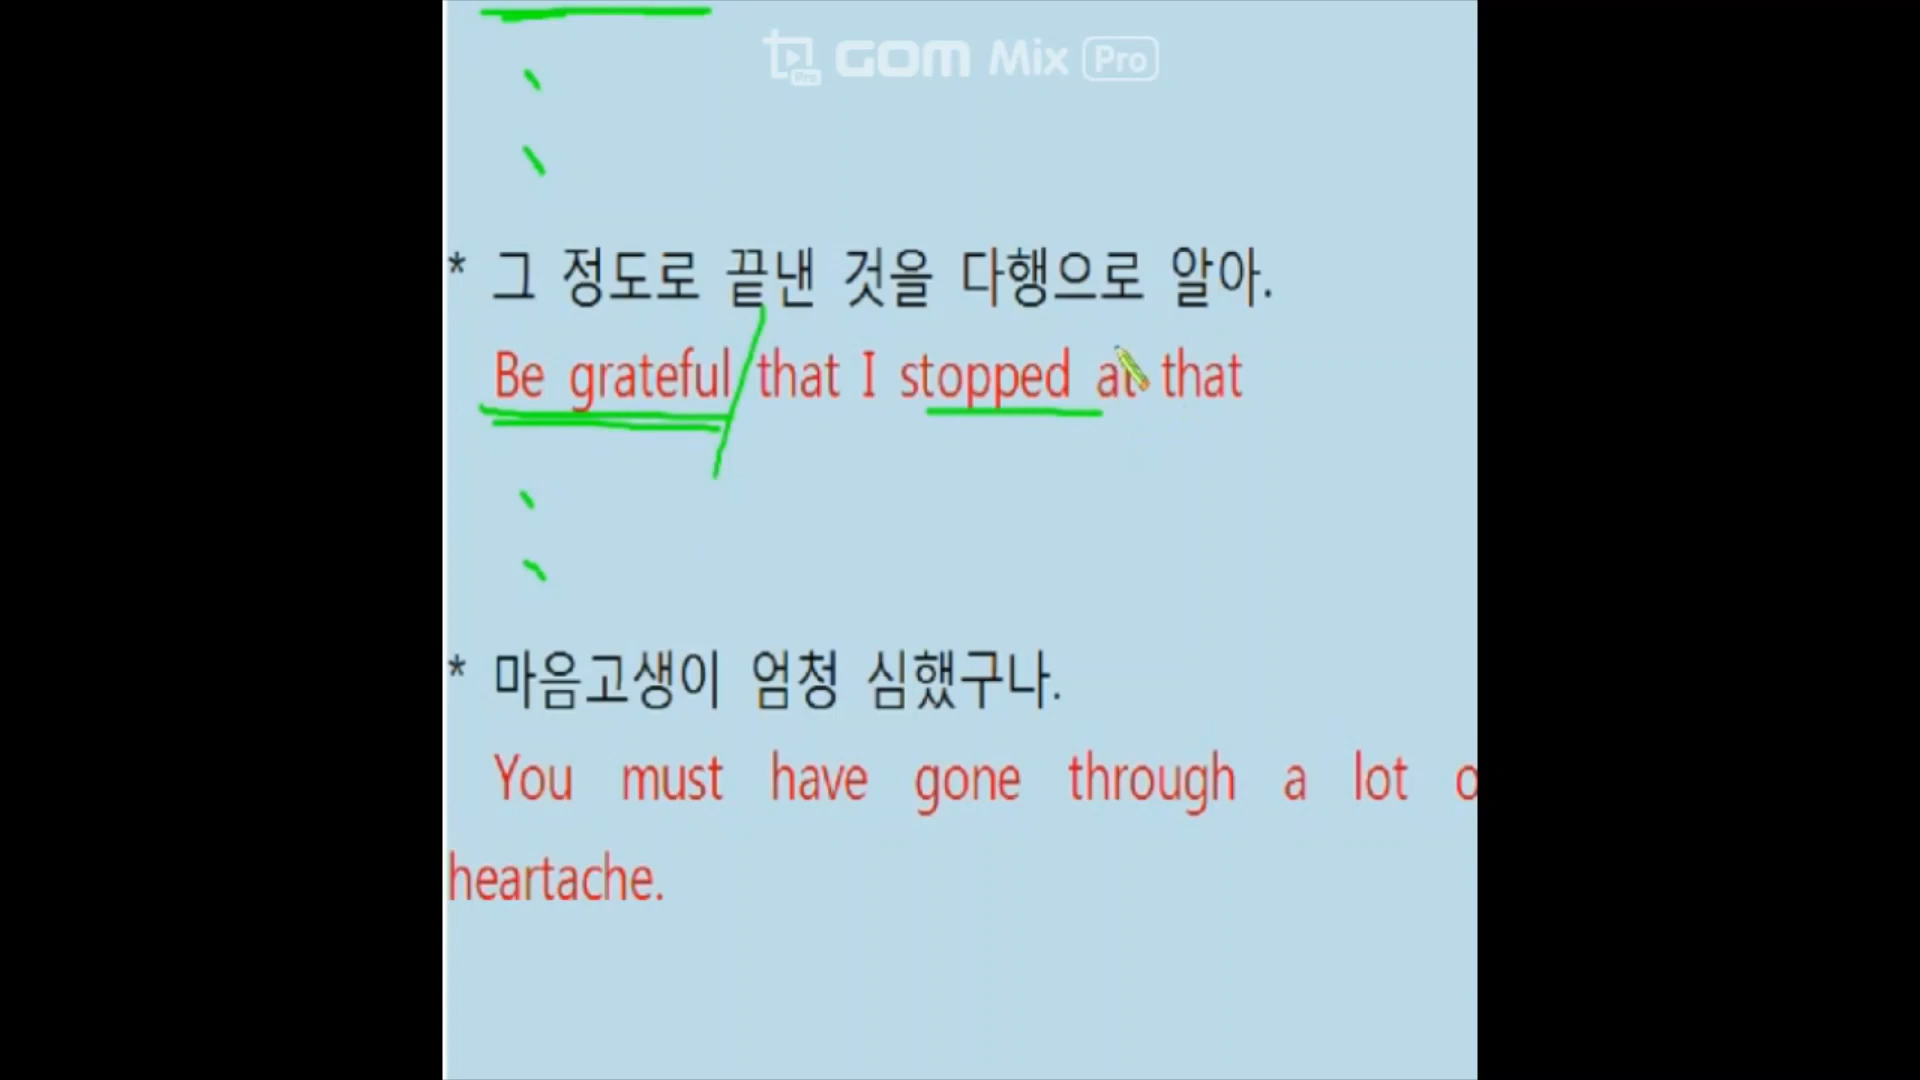 GOM Mix Pro
* 그 정도로 끝낸 것을 다행으로 알아.
Be grateful that I stopped at that
* 마음고생이 엄청 심했구나.
You must have gone through a lot o
heartache.